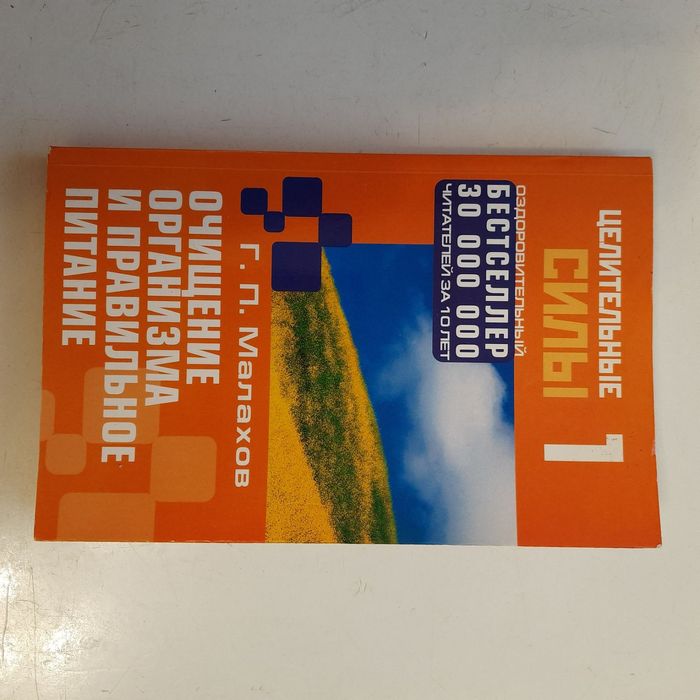 ЦЕЛИТЕЛЬНЫЕ
СИЛЫ 1
ОЗДОРОВИТЕЛЬНЫЙ
БЕСТСЕЛЛЕР
30 000 000
ЧИТАТЕЛЕЙ ЗА 10 ЛЕТ
Г. П. Малахов
ОЧИЩЕНИЕ
ОРГАНИЗМА
И ПРАВИЛЬНОЕ
ПИТАНИЕ